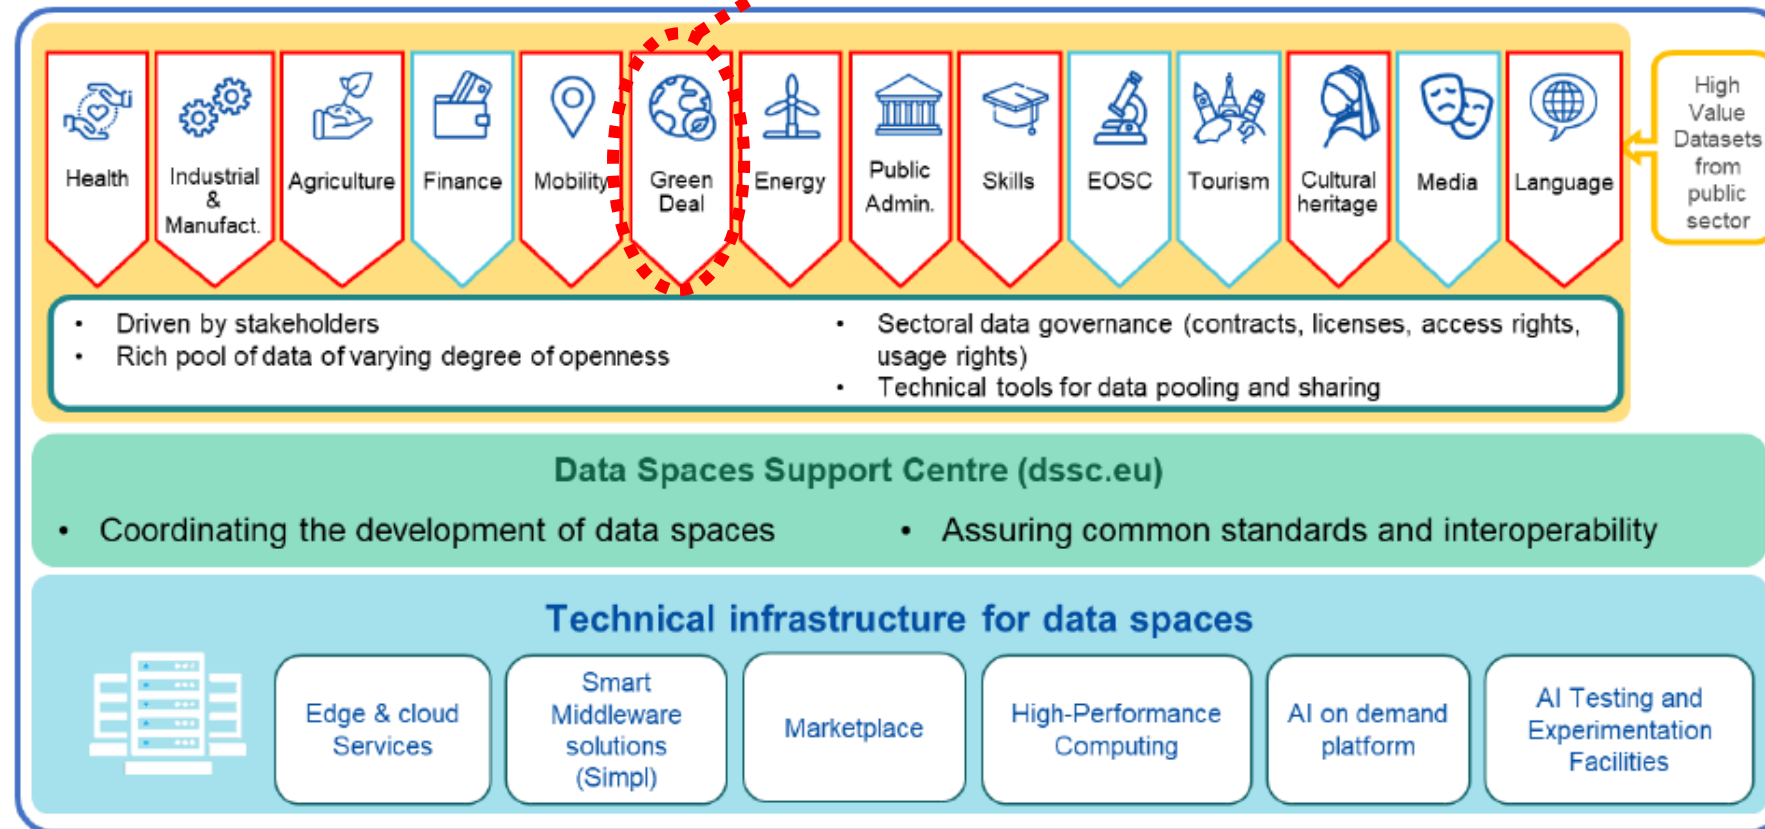 Health
Industrial
&
Manufact.
Agriculture
Finance
Mobility
Green
Deal
Energy
Public
Admin.
Skills
EOSC
Tourism
Cultural
heritage
Media
Language
High
Value
Datasets
from
public
sector
• Driven by stakeholders
• Rich pool of data of varying degree of openness
• Sectoral data governance (contracts, licenses, access rights,
usage rights)
• Technical tools for data pooling and sharing
Data Spaces Support Centre (dssc.eu)
• Coordinating the development of data spaces
• Assuring common standards and interoperability
Technical infrastructure for data spaces
Edge & cloud
Services
Smart
Middleware
solutions
(Simpl)
Marketplace
High-Performance
Computing
AI on demand
platform
AI Testing and
Experimentation
Facilities